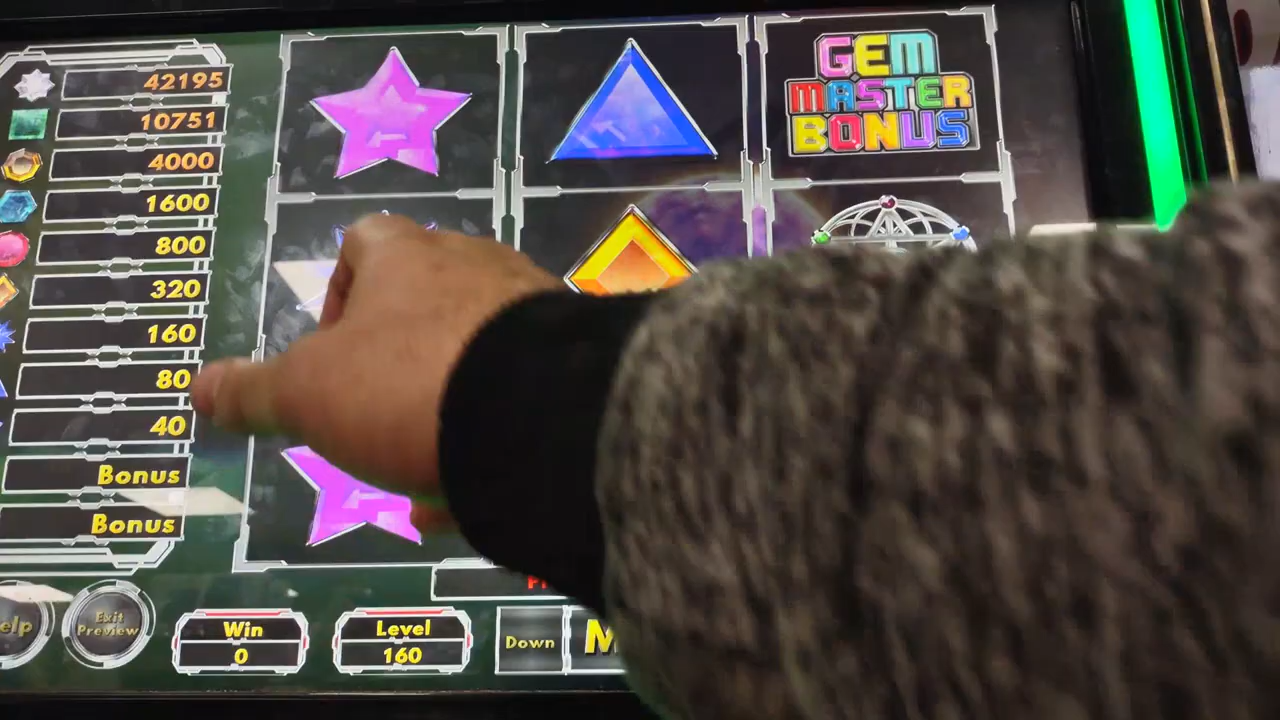 42195
10751
4000
1600
800
320
160
80
40
Bonus
Bonus
GEM
MASTER
BONUS
Exit
Preview
Win
0
Level
160
Down